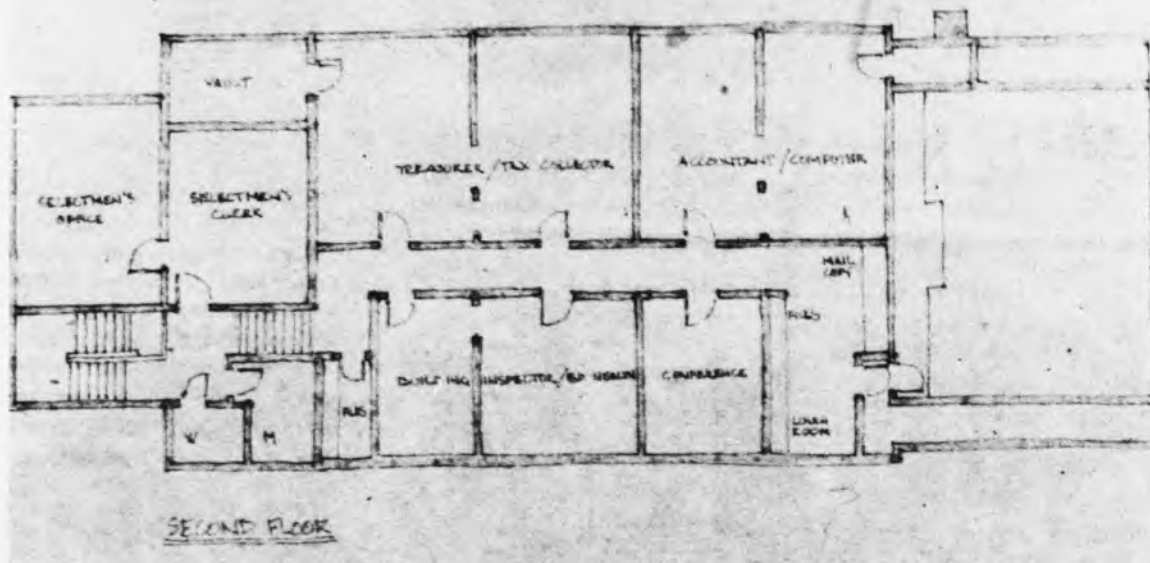 VAULT
TREASURER / TAX COLLECTOR
ACCOUNTANT / COMPUTER
SELECTMEN'S
OFFICE
SELECTMEN'S
CLERK
MAIL
COPY
FILES
BUILDING INSPECTOR / BD HEALTH
CONFERENCE
W
M
LUNCH
ROOM
SECOND FLOOR